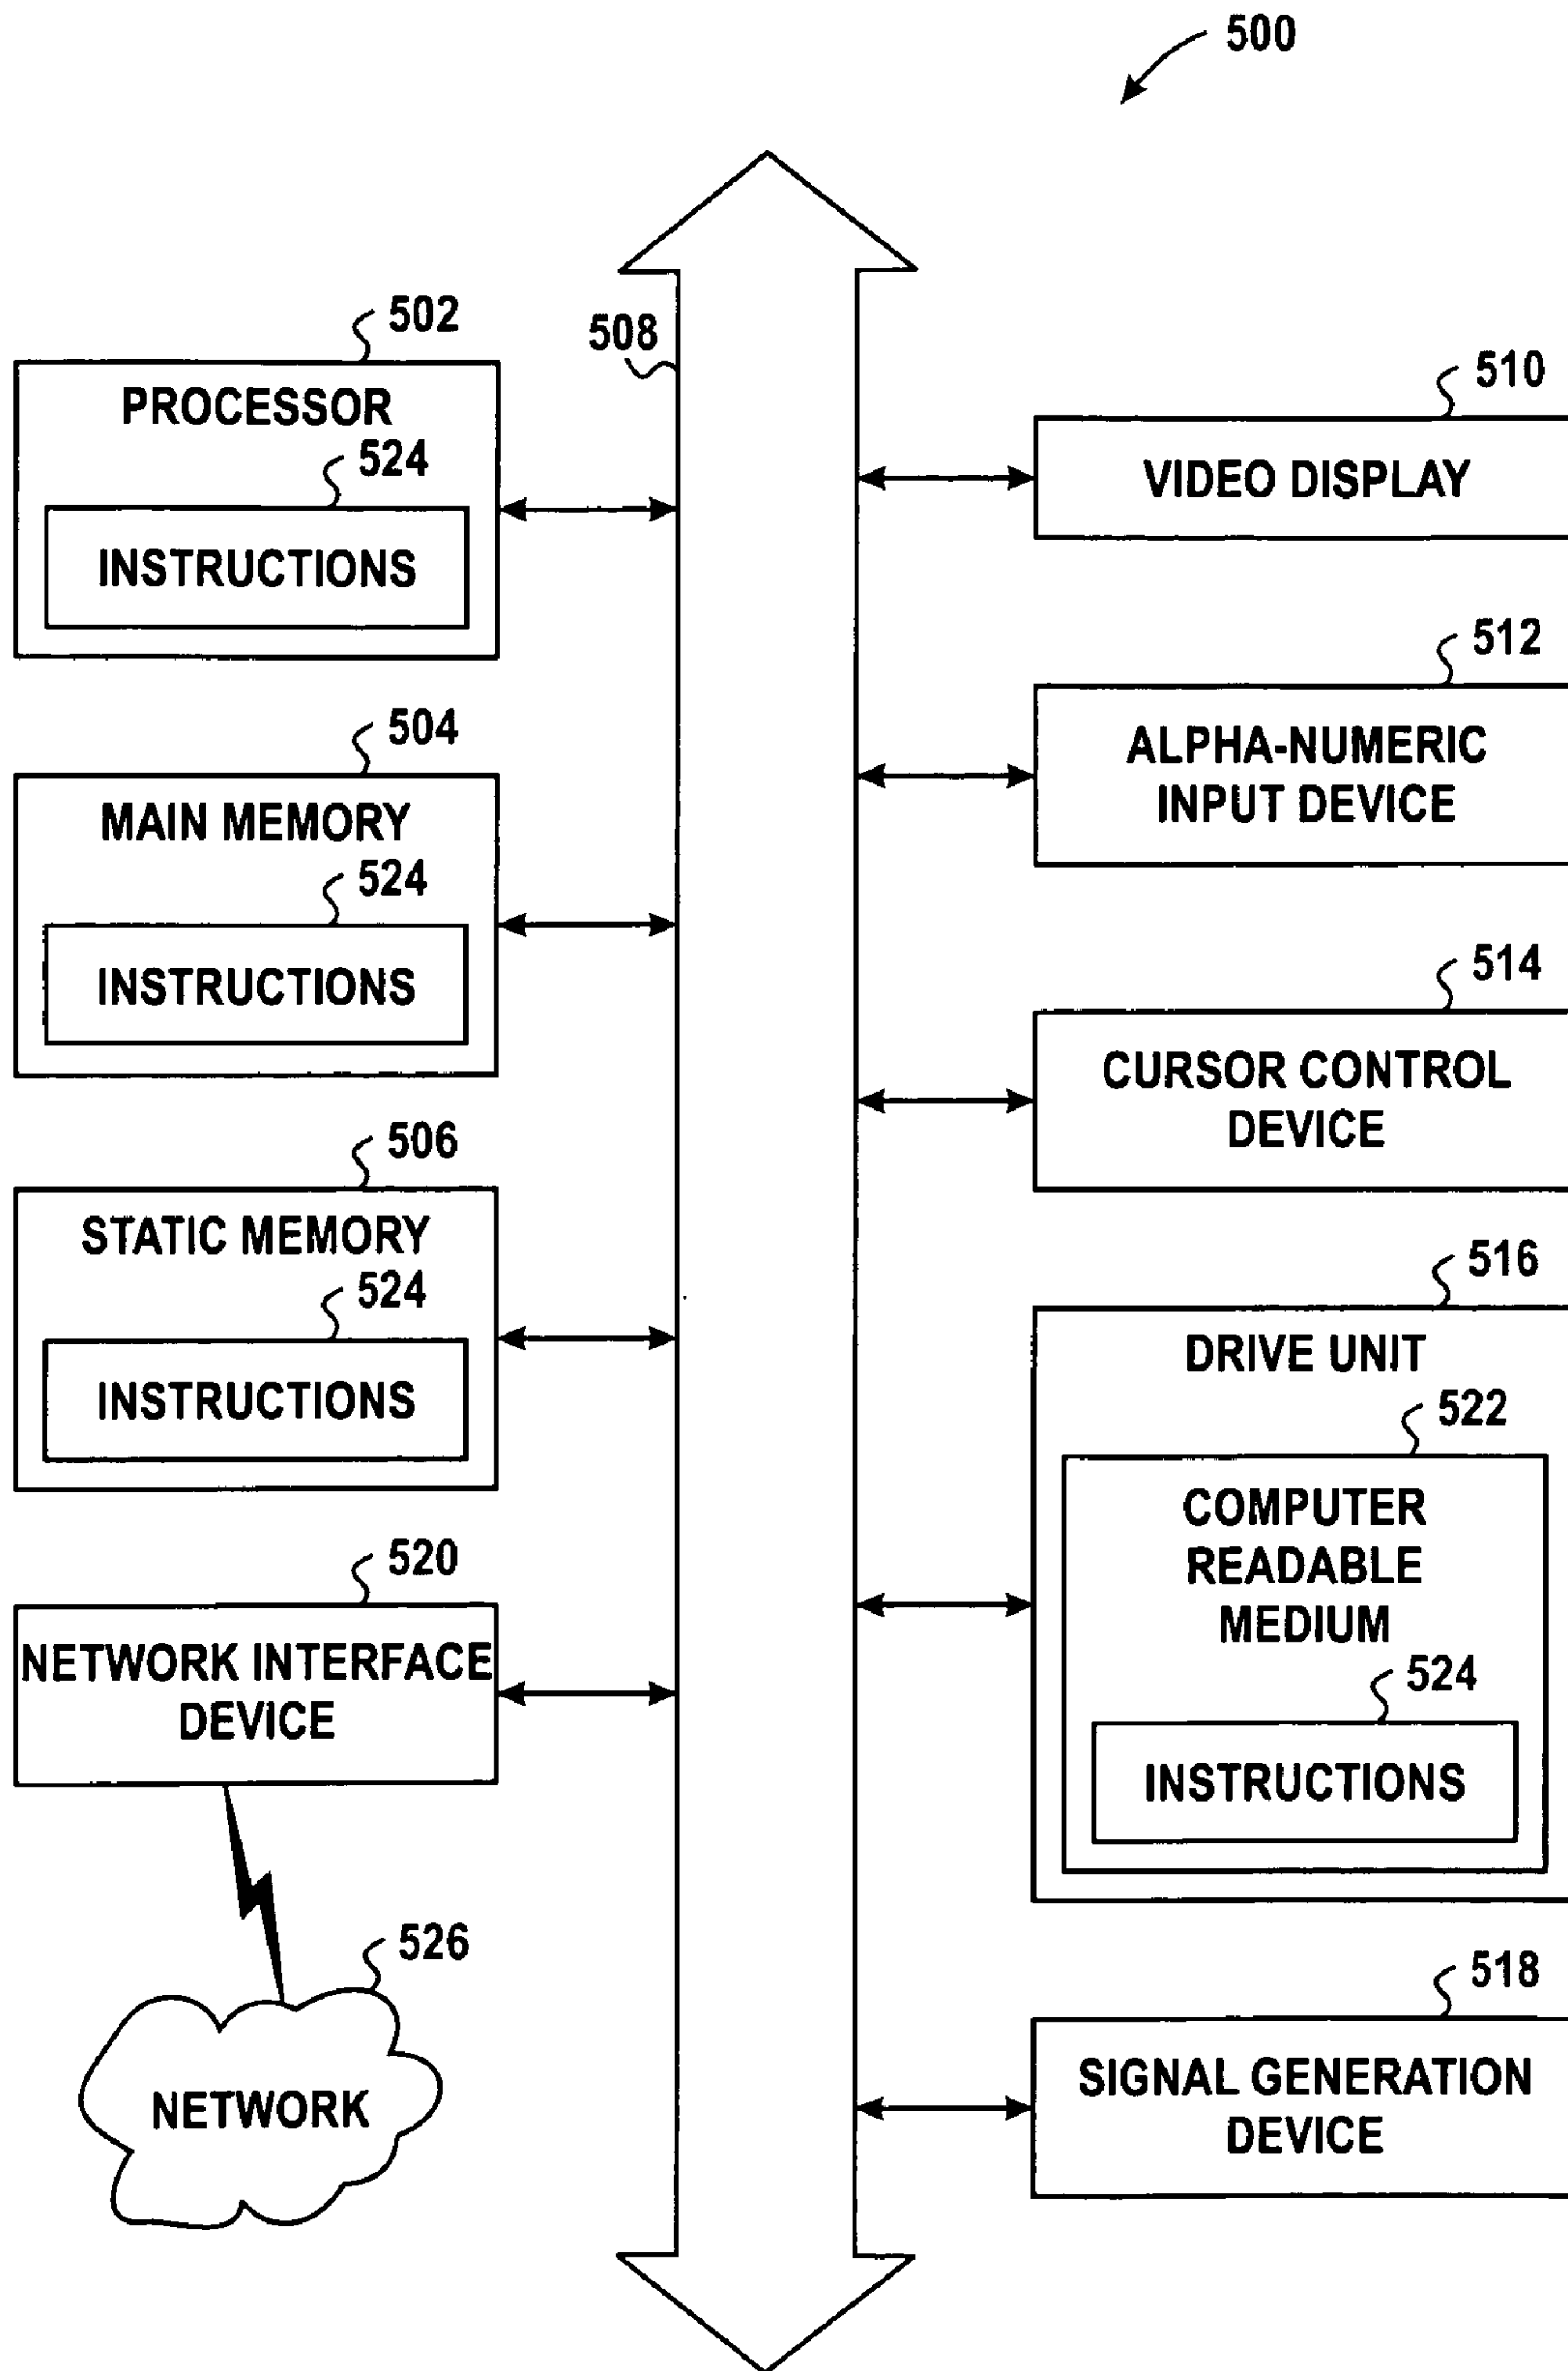 500
502
PROCESSOR
524
INSTRUCTIONS
504
MAIN MEMORY
524
INSTRUCTIONS
506
STATIC MEMORY
524
INSTRUCTIONS
520
NETWORK INTERFACE
DEVICE
526
NETWORK
508
510
VIDEO DISPLAY
512
ALPHA-NUMERIC
INPUT DEVICE
514
CURSOR CONTROL
DEVICE
516
DRIVE UNIT
522
COMPUTER
READABLE
MEDIUM
524
INSTRUCTIONS
518
SIGNAL GENERATION
DEVICE